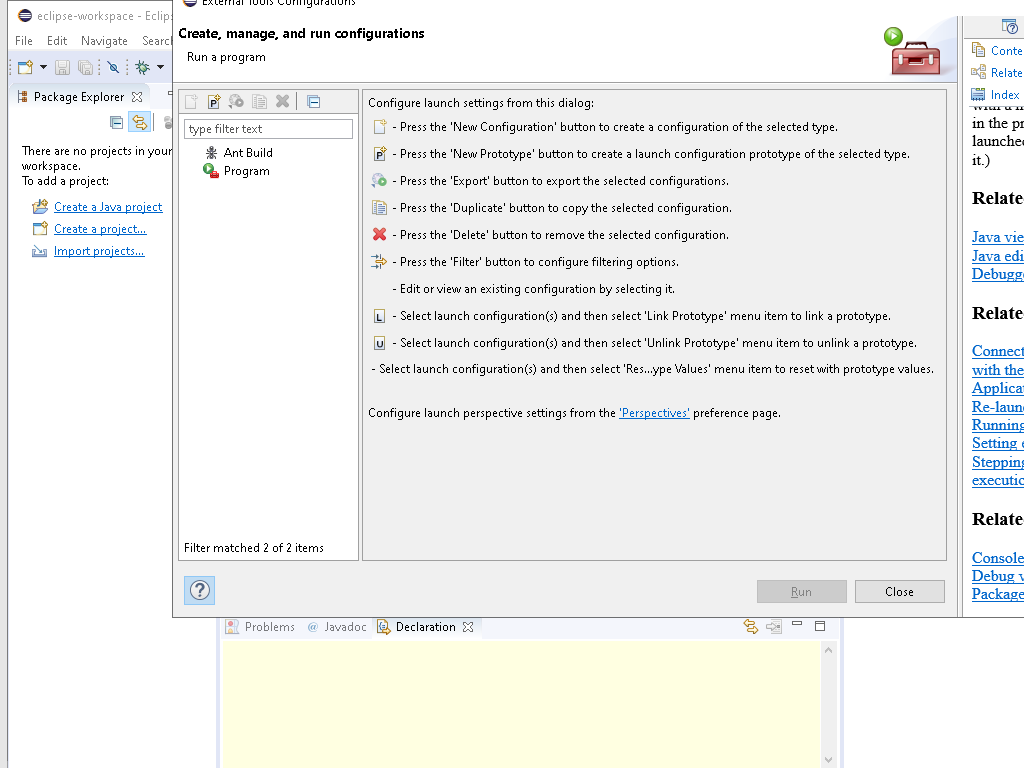 External Tools Configurations
eclipse-workspace - Eclips
File Edit Navigate Searc
Package Explorer
There are no projects in your
workspace.
To add a project:
Create a Java project
Create a project...
Import projects...
Create, manage, and run configurations
Run a program
type filter text
Ant Build
Program
Filter matched 2 of 2 items
Configure launch settings from this dialog:
- Press the 'New Configuration' button to create a configuration of the selected type.
- Press the 'New Prototype' button to create a launch configuration prototype of the selected type.
- Press the 'Export' button to export the selected configurations.
- Press the 'Duplicate' button to copy the selected configuration.
- Press the 'Delete' button to remove the selected configuration.
- Press the 'Filter' button to configure filtering options.
- Edit or view an existing configuration by selecting it.
L - Select launch configuration(s) and then select 'Link Prototype' menu item to link a prototype.
U - Select launch configuration(s) and then select 'Unlink Prototype' menu item to unlink a prototype.
- Select launch configuration(s) and then select 'Res...ype Values' menu item to reset with prototype values.
Configure launch perspective settings from the 'Perspectives' preference page.
Run Close
Conte
Relate
Index
in the pr
launched
it.)
Relate
Java vie
Java edi
Debugge
Relate
Connect
with the
Applica
Re-laun
Running
Setting e
Stepping
executio
Relate
Console
Debug v
Package
Problems @ Javadoc Declaration